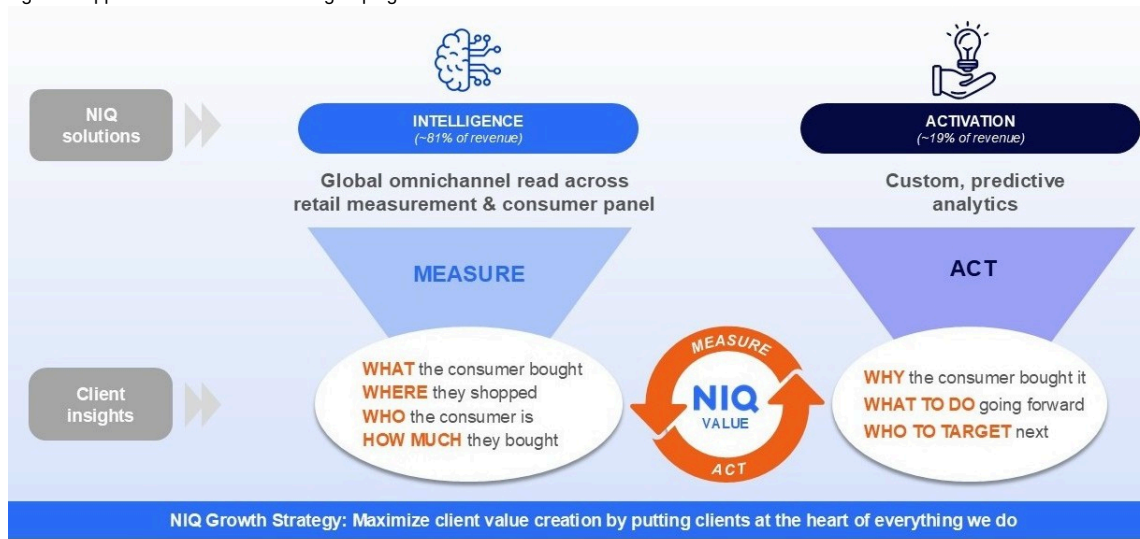 NIQ
solutions
INTELLIGENCE
(~81% of revenue)
ACTIVATION
(~19% of revenue)
Global omnichannel read across
retail measurement & consumer panel
Custom, predictive
analytics
MEASURE
ACT
Client
insights
WHAT the consumer bought
WHERE they shopped
WHO the consumer is
HOW MUCH they bought
MEASURE
NIQ
VALUE
ACT
WHY the consumer bought it
WHAT TO DO going forward
WHO TO TARGET next
NIQ Growth Strategy: Maximize client value creation by putting clients at the heart of everything we do